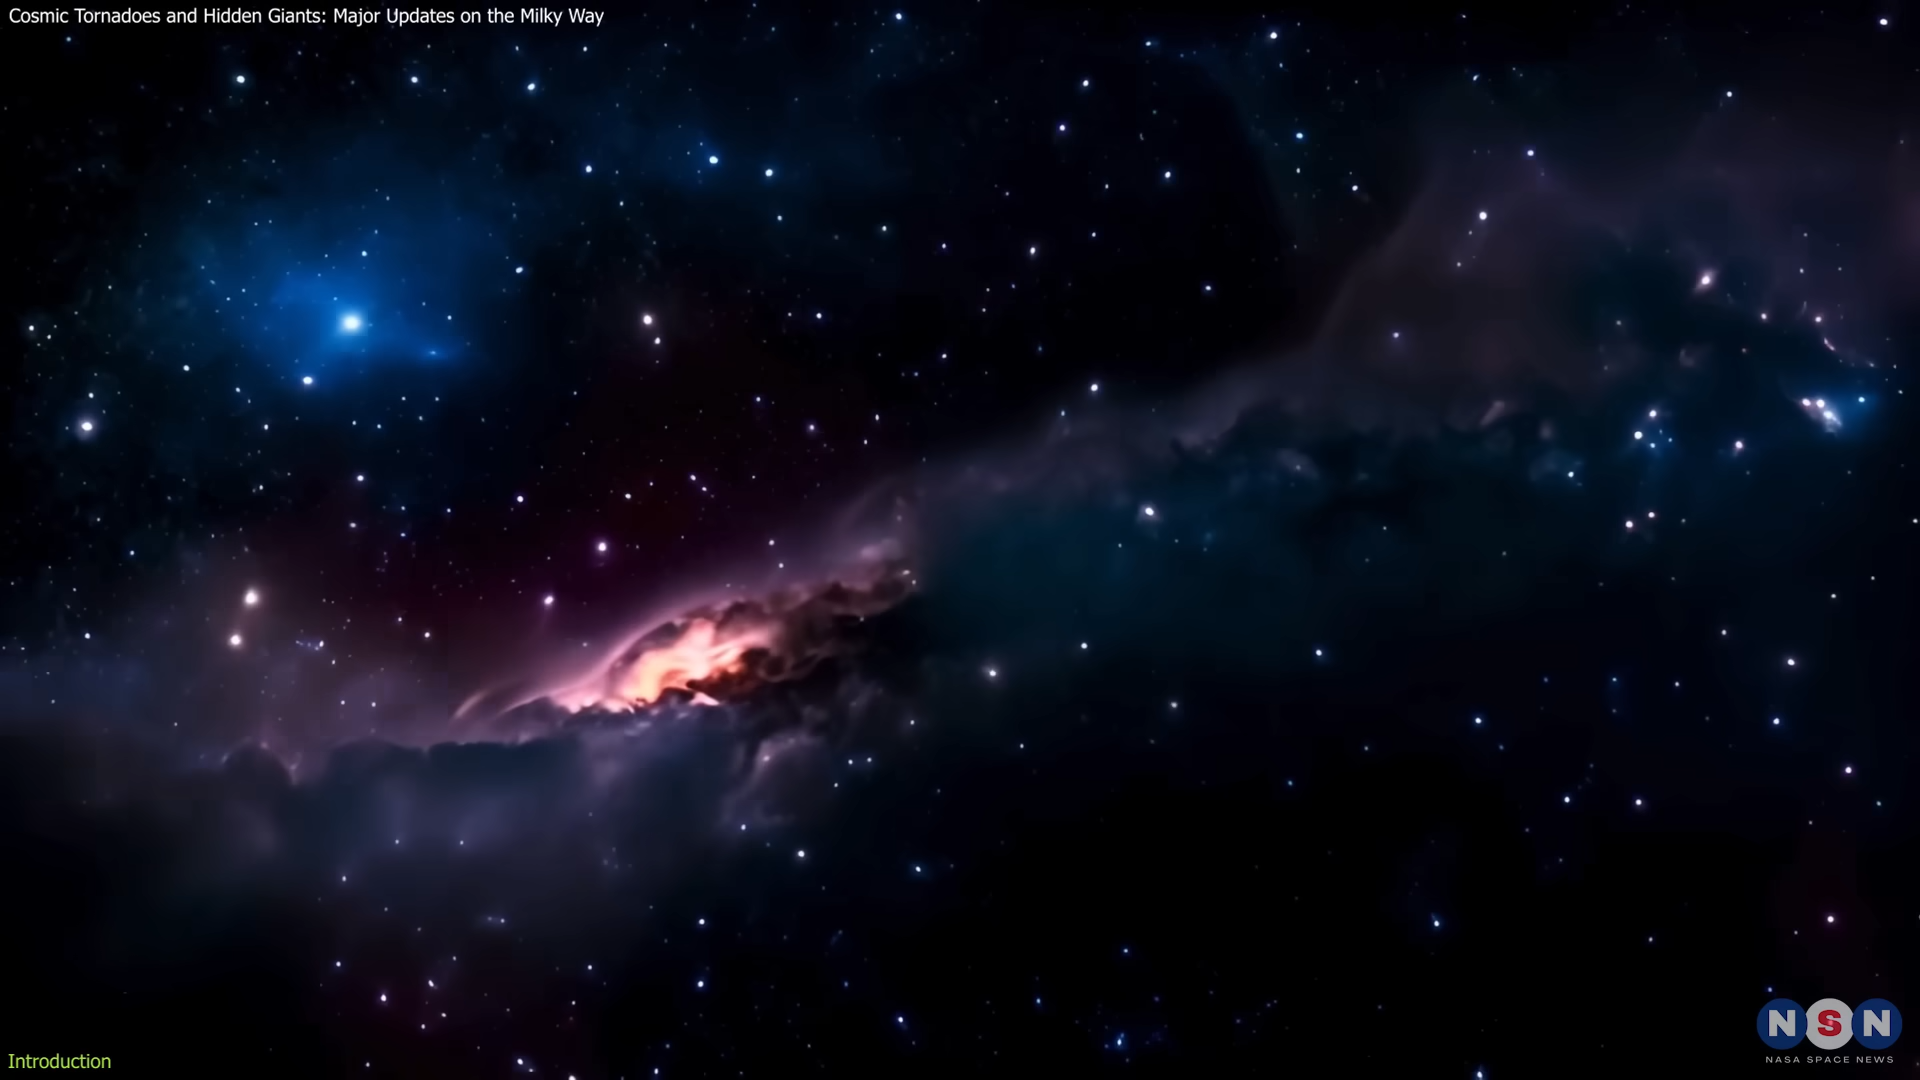 Cosmic Tornadoes and Hidden Giants: Major Updates on the Milky Way
Introduction
NSN
NASA SPACE NEWS